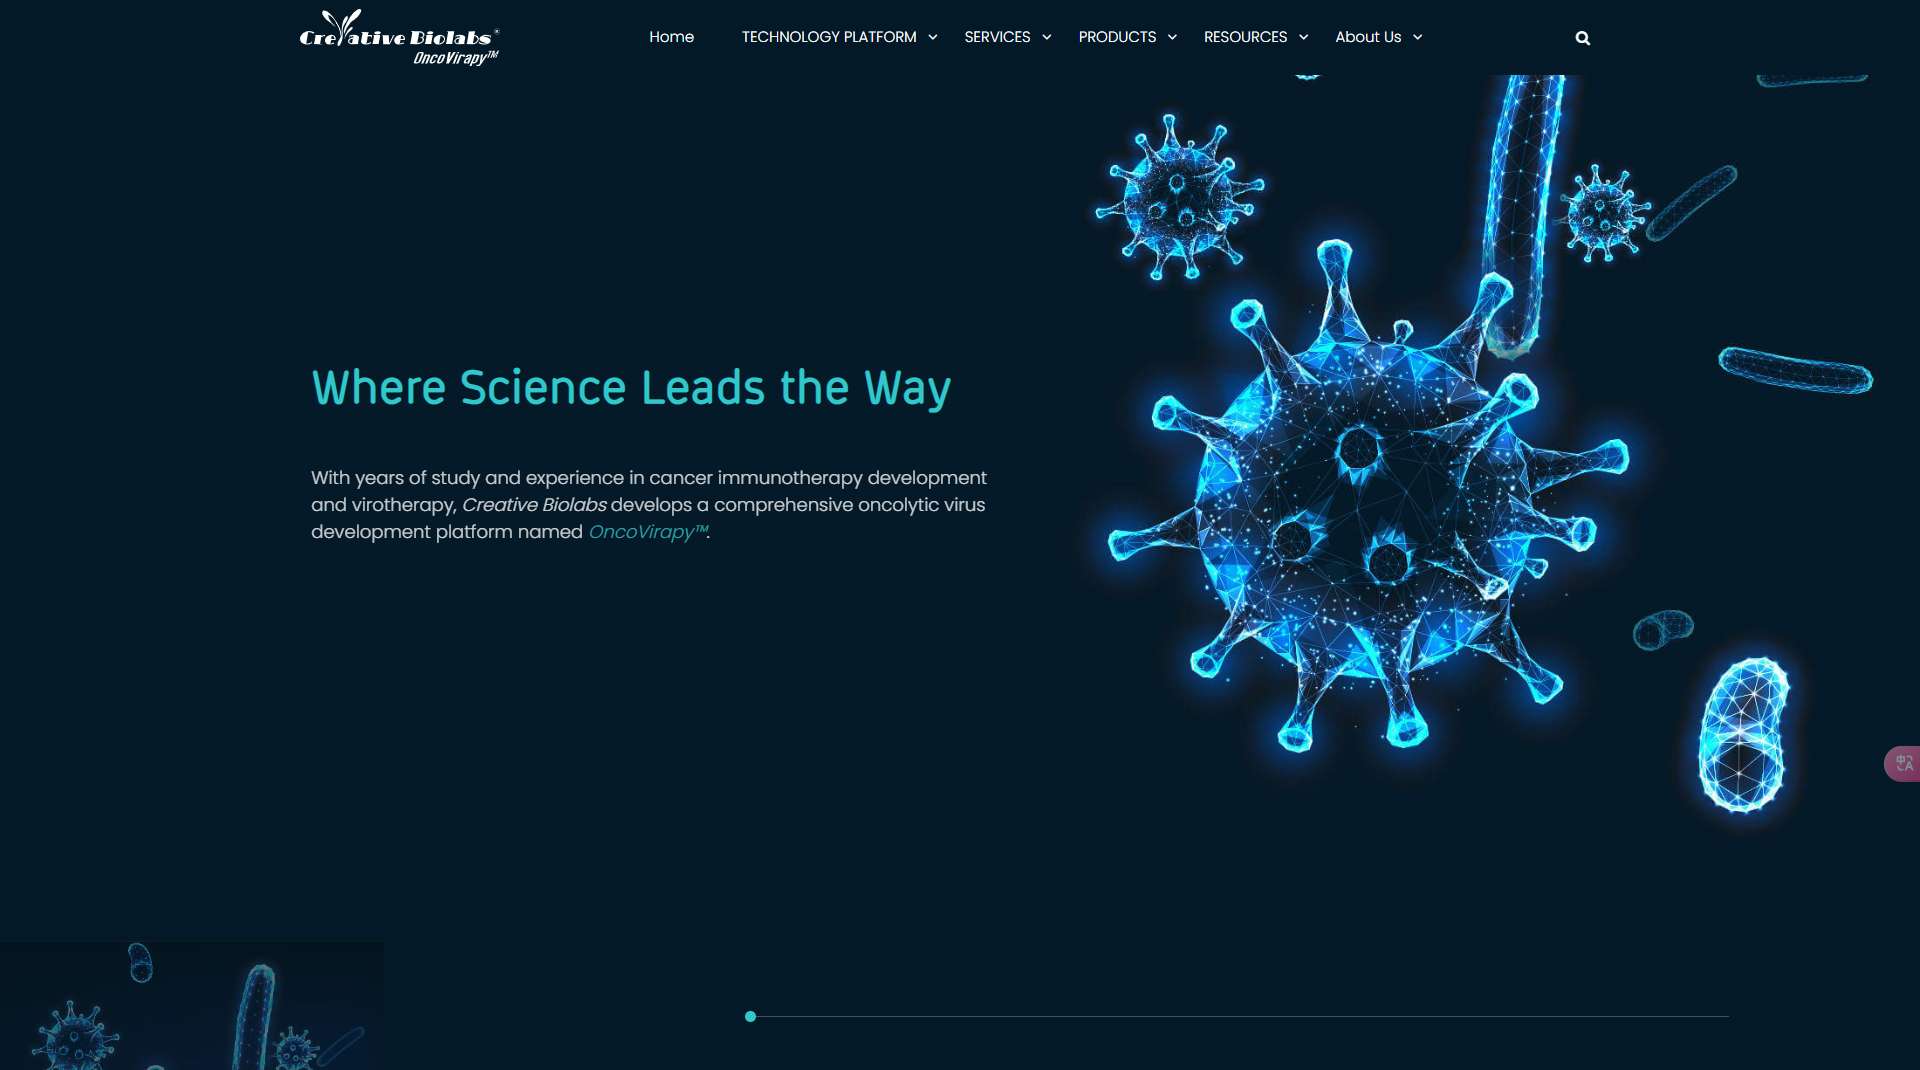 Creative Biolabs®
OncoVirapy™
Home TECHNOLOGY PLATFORM SERVICES PRODUCTS RESOURCES About Us
Where Science Leads the Way
With years of study and experience in cancer immunotherapy development
and virotherapy, Creative Biolabs develops a comprehensive oncolytic virus
development platform named OncoVirapy™.
中
A